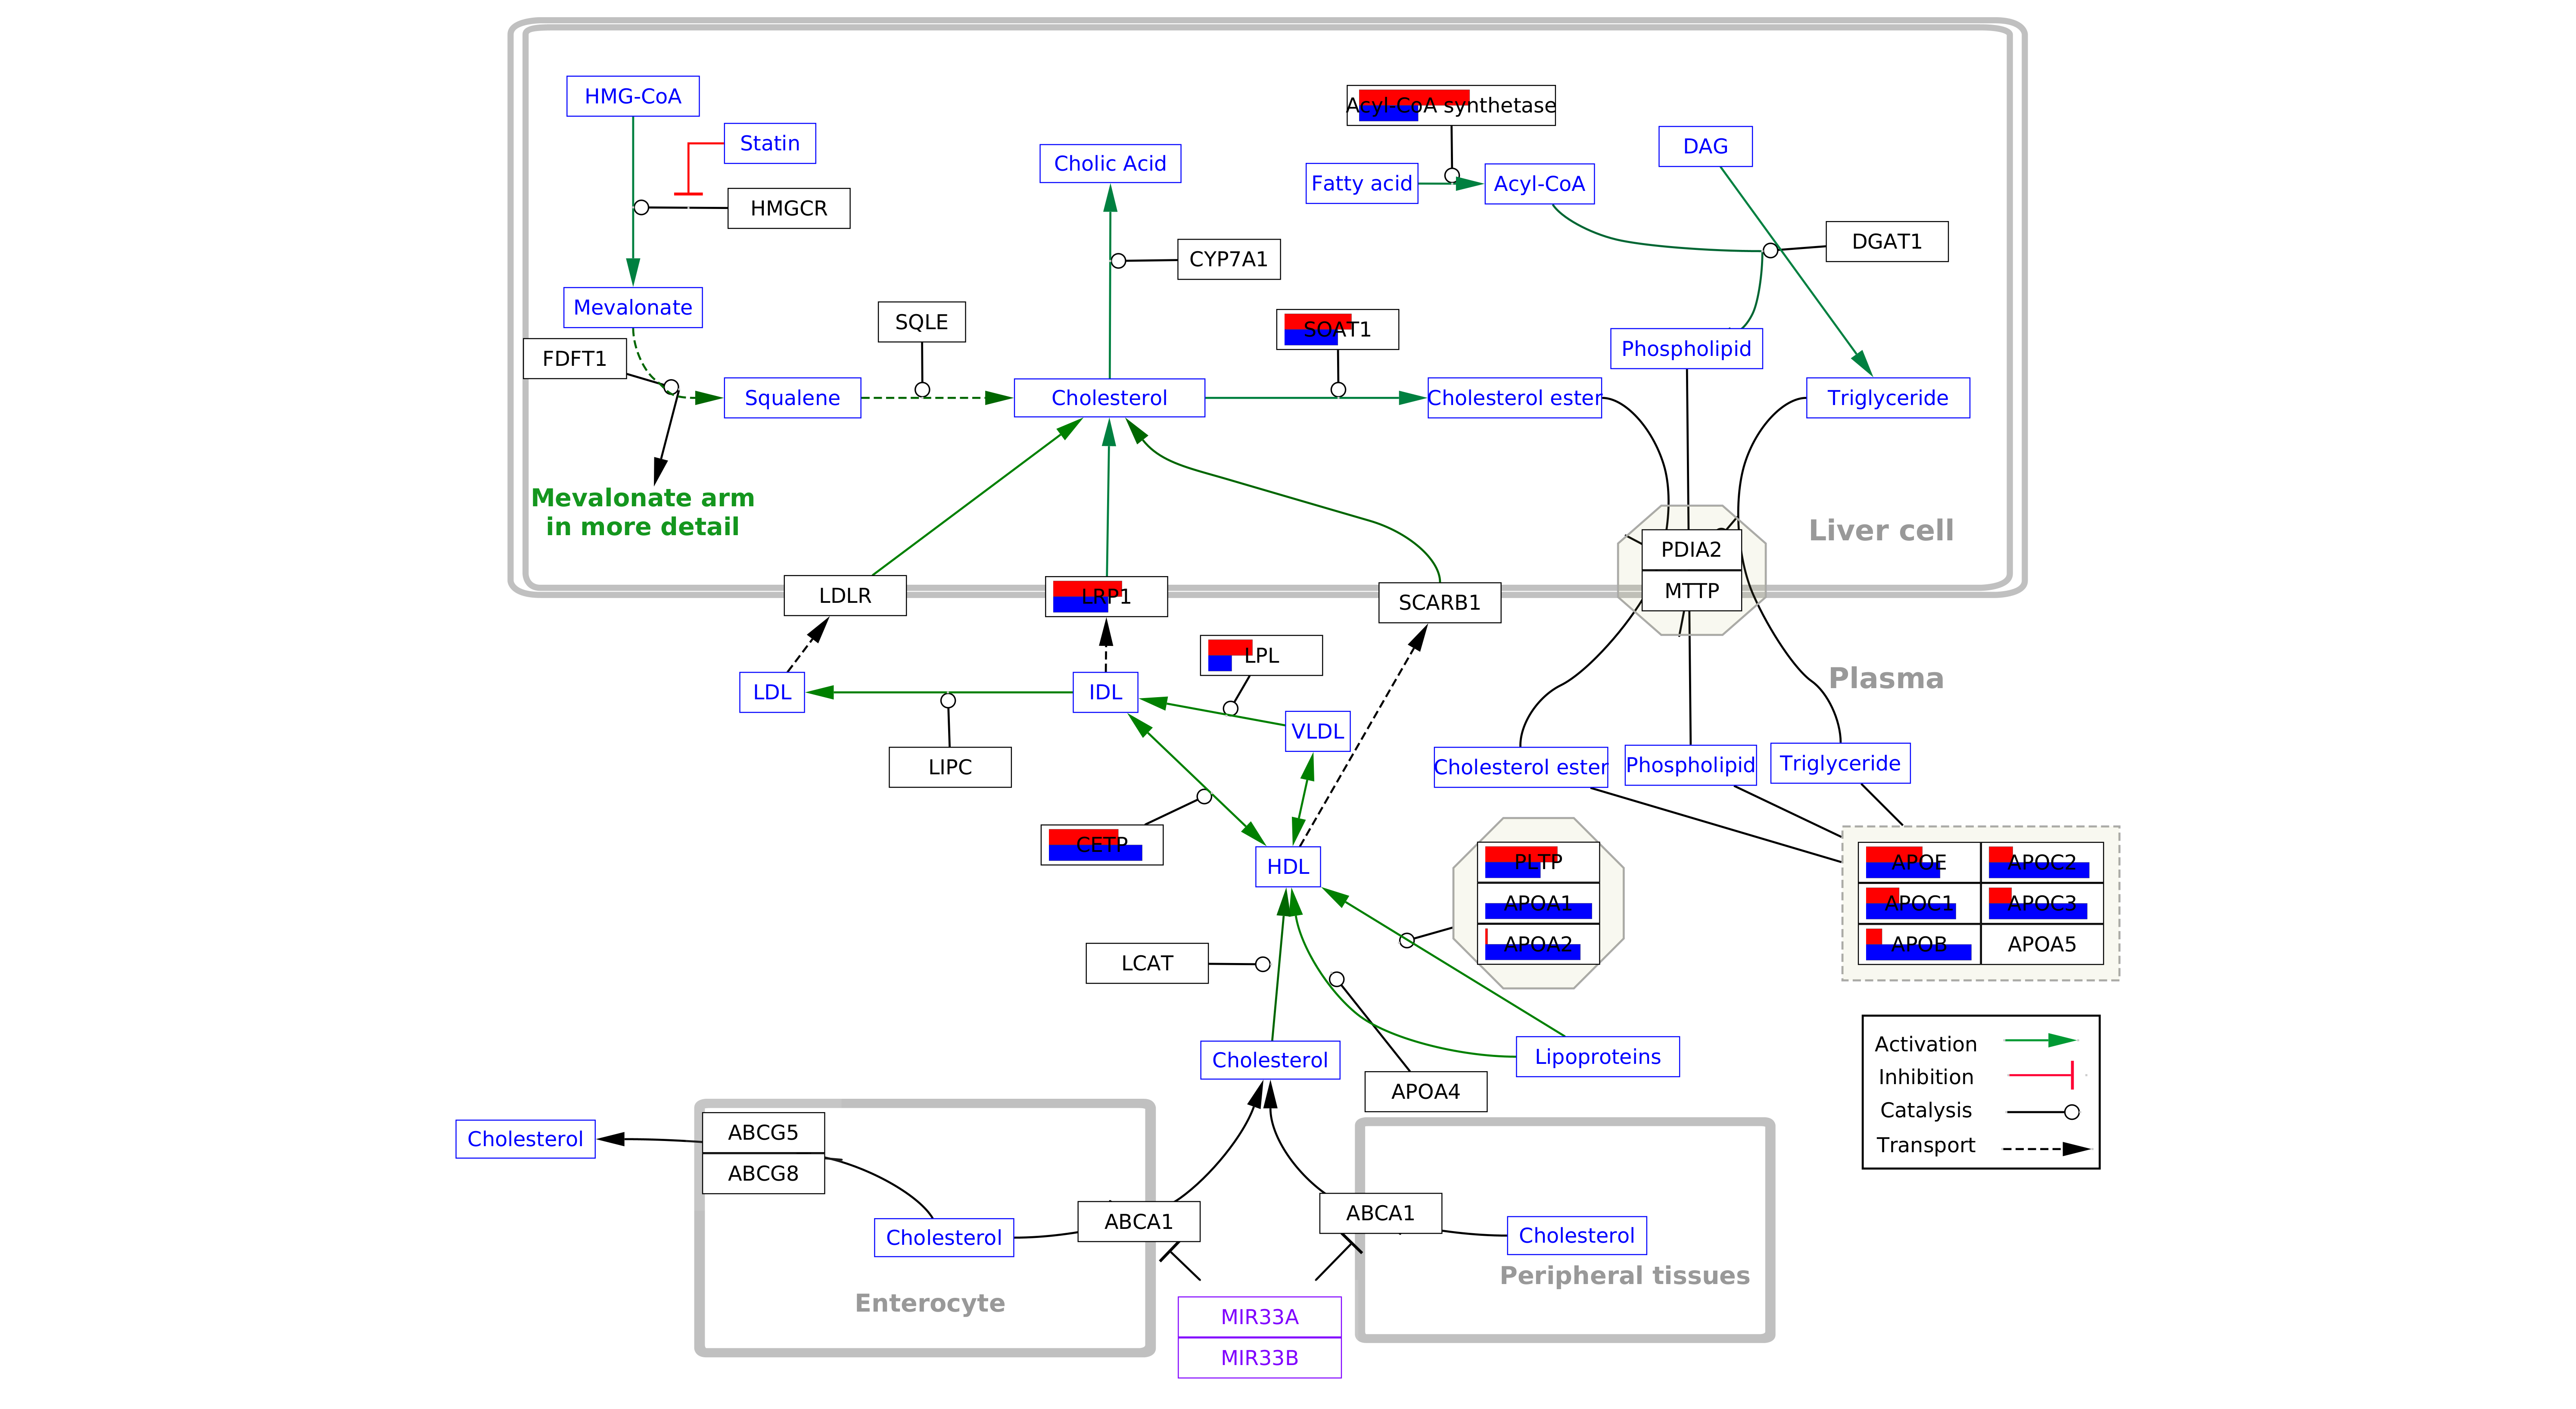 HMG-CoA
Statin
HMGCR
Mevalonate
FDFT1
SQLE
Squalene
Cholesterol
Cholic Acid
CYP7A1
SOAT1
Cholesterol ester
Acyl-CoA synthetase
Fatty acid
Acyl-CoA
DAG
DGAT1
Phospholipid
Triglyceride
Mevalonate arm
in more detail
Liver cell
PDIA2
MTTP
LDLR
LRP1
SCARB1
LPL
Plasma
LDL
IDL
VLDL
LIPC
Cholesterol ester
Phospholipid
Triglyceride
CETP
HDL
PLTP
APOA1
APOA2
APOE
APOC2
APOC1
APOC3
APOB
APOA5
LCAT
Cholesterol
Lipoproteins
APOA4
Activation
Inhibition
Catalysis
Transport
Cholesterol
ABCG5
ABCG8
Cholesterol
ABCA1
ABCA1
Cholesterol
Peripheral tissues
Enterocyte
MIR33A
MIR33B